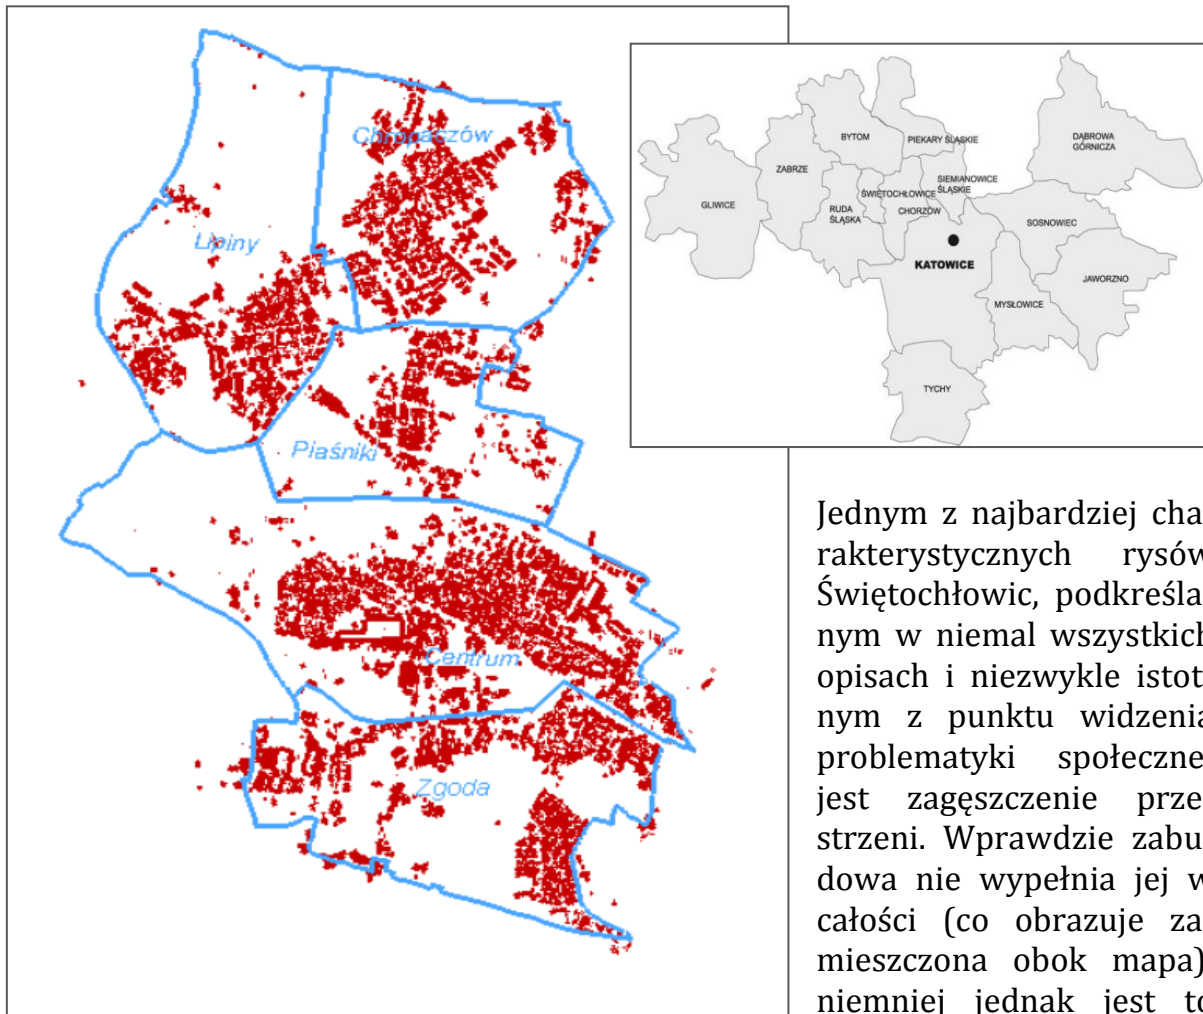 Chropaczów
Lipiny
Piaśniki
Centrum
Zgoda
BYTOM
PIEKARY ŚLĄSKIE
DĄBROWA
GÓRNICZA
ZABRZE
SIEMIANOWICE
ŚLĄSKIE
ŚWIĘTOCHŁOWICE
GLIWICE
RUDA
ŚLĄSKA
CHORZÓW
SOSNOWIEC
KATOWICE
JAWORZNO
MYSŁOWICE
TYCHY
Jednym z najbardziej cha
rakterystycznych rysów
Świętochłowic, podkreśla
nym w niemal wszystkich
opisach i niezwykle istot
nym z punktu widzenia
problematyki społeczne
jest zagęszczenie prze
strzeni. Wprawdzie zabu
dowa nie wypełnia jej w
całości (co obrazuje za
mieszczona obok mapa)
niemniej jednak jest to